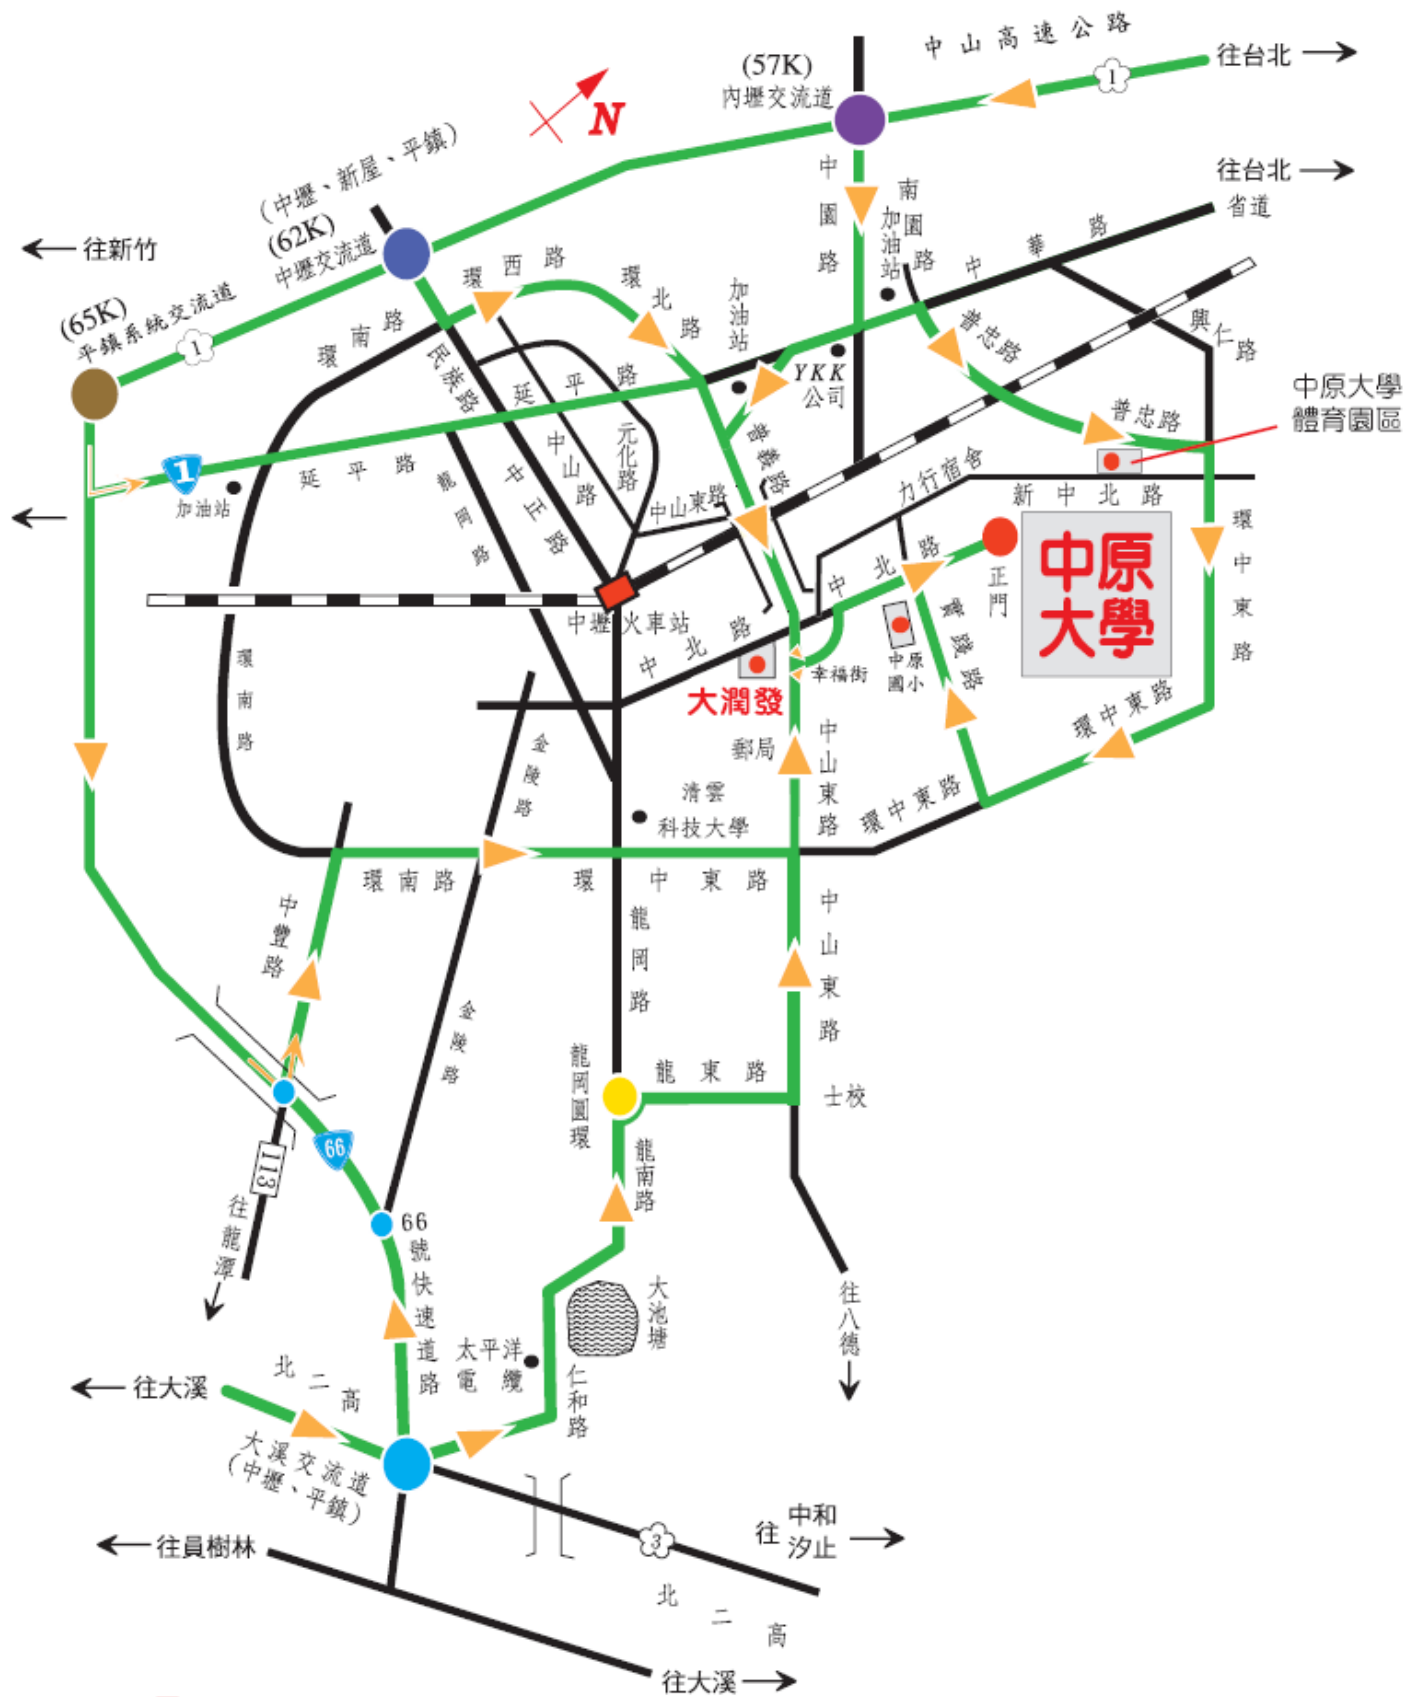 中山高速公路
1
往台北
(57K)
內壢交流道
N
(中壢、新屋、平鎮)
(62K)
中壢交流道
往新竹
(65K)
平鎮系統交流道
1
往台北
省道
中園路
南園路
加油站
中華路
環西路
環北路
加油站
環南路
民族路
延平路
YKK
公司
普忠路
興仁路
中原大學
體育園區
普忠路
普義路
元化路
中山路
中正路
龍岡路
延平路
1
加油站
中山東路
力行宿舍
新中北路
環中東路
中原
大學
正門
中北路
中壢火車站
中北路
實踐路
中原
國小
幸福街
大潤發
環南路
郵局
中山東路
金陵路
清雲
科技大學
環中東路
環中東路
環南路
環中東路
中豐路
龍岡路
中山東路
金陵路
龍岡圓環
龍東路
士校
66
113
往龍潭
龍南路
66
號快速道路
大池塘
往八德
太平洋
電纜
仁和路
北二高
往大溪
大溪交流道
(中壢、平鎮)
往員樹林
3
往
中和
汐止
北二高
往大溪